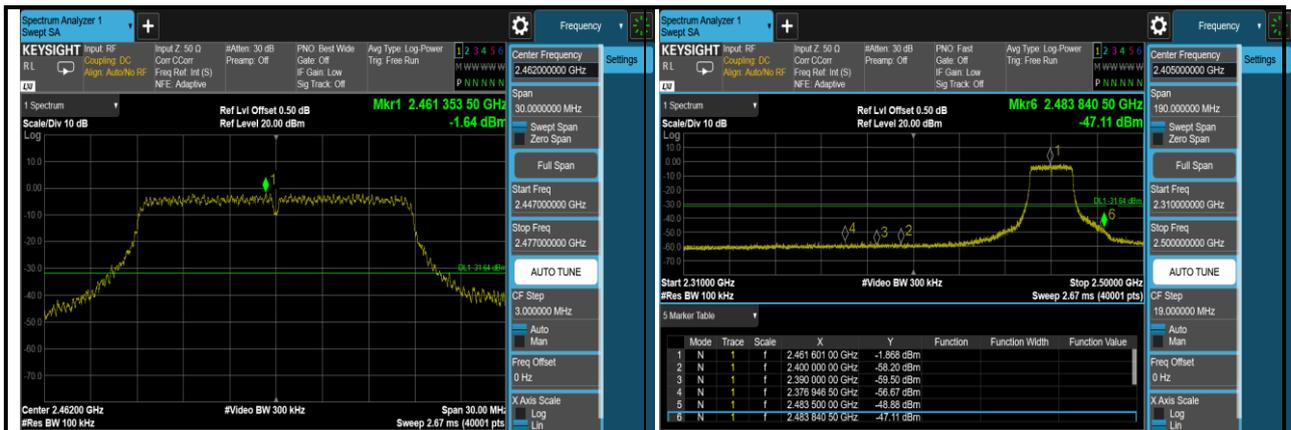 Spectrum Analyzer 1
Swept SA
+
Frequency
KEYSIGHT
Input: RF
Input Z: 50 Ω
#Atten: 30 dB
PNO: Best Wide
Avg Type: Log-Power
1 2 3 4 5 6
RL
Coupling: DC
Corr CCorr
Preamp: Off
Gate: Off
Trig: Free Run
Align: Auto/No RF
Freq Ref: Int (S)
IF Gain: Low
M W W W W W
NFE: Adaptive
Sig Track: Off
P N N N N N
LXI
Center Frequency
2.462000000 GHz
Settings
Span
30.0000000 MHz
Swept Span
Zero Span
Full Span
Start Freq
2.447000000 GHz
Stop Freq
2.477000000 GHz
AUTO TUNE
CF Step
3.000000 MHz
Auto
Man
Freq Offset
0 Hz
X Axis Scale
Log
Lin
1 Spectrum
Ref Lvl Offset 0.50 dB
Mkr1 2.461 353 50 GHz
Scale/Div 10 dB
Ref Level 20.00 dBm
-1.64 dBm
Log
10.0
0.00
-10.0
-20.0
-30.0
-40.0
-50.0
-60.0
-70.0
1
DL1 -31.64 dBm
Center 2.46200 GHz
#Video BW 300 kHz
Span 30.00 MHz
#Res BW 100 kHz
Sweep 2.67 ms (40001 pts)
Spectrum Analyzer 1
Swept SA
+
Frequency
KEYSIGHT
Input: RF
Input Z: 50 Ω
#Atten: 30 dB
PNO: Fast
Avg Type: Log-Power
1 2 3 4 5 6
RL
Coupling: DC
Corr CCorr
Preamp: Off
Gate: Off
Trig: Free Run
Align: Auto/No RF
Freq Ref: Int (S)
IF Gain: Low
M W W W W W
NFE: Adaptive
Sig Track: Off
P N N N N N
LXI
Center Frequency
2.405000000 GHz
Settings
Span
190.000000 MHz
Swept Span
Zero Span
Full Span
Start Freq
2.310000000 GHz
Stop Freq
2.500000000 GHz
AUTO TUNE
CF Step
19.000000 MHz
Auto
Man
Freq Offset
0 Hz
X Axis Scale
Log
Lin
1 Spectrum
Ref Lvl Offset 0.50 dB
Mkr6 2.483 840 50 GHz
Scale/Div 10 dB
Ref Level 20.00 dBm
-47.11 dBm
Log
10.0
0.00
-10.0
-20.0
-30.0
-40.0
-50.0
-60.0
-70.0
1
DL1 -31.64 dBm
6
4
3
2
Start 2.31000 GHz
#Video BW 300 kHz
Stop 2.50000 GHz
#Res BW 100 kHz
Sweep 2.67 ms (40001 pts)
5 Marker Table
Mode Trace Scale X Y Function Function Width Function Value
1 N 1 f 2.461 601 00 GHz -1.868 dBm
2 N 1 f 2.400 000 00 GHz -58.20 dBm
3 N 1 f 2.390 000 00 GHz -59.50 dBm
4 N 1 f 2.376 946 50 GHz -56.67 dBm
5 N 1 f 2.483 500 00 GHz -48.88 dBm
6 N 1 f 2.483 840 50 GHz -47.11 dBm